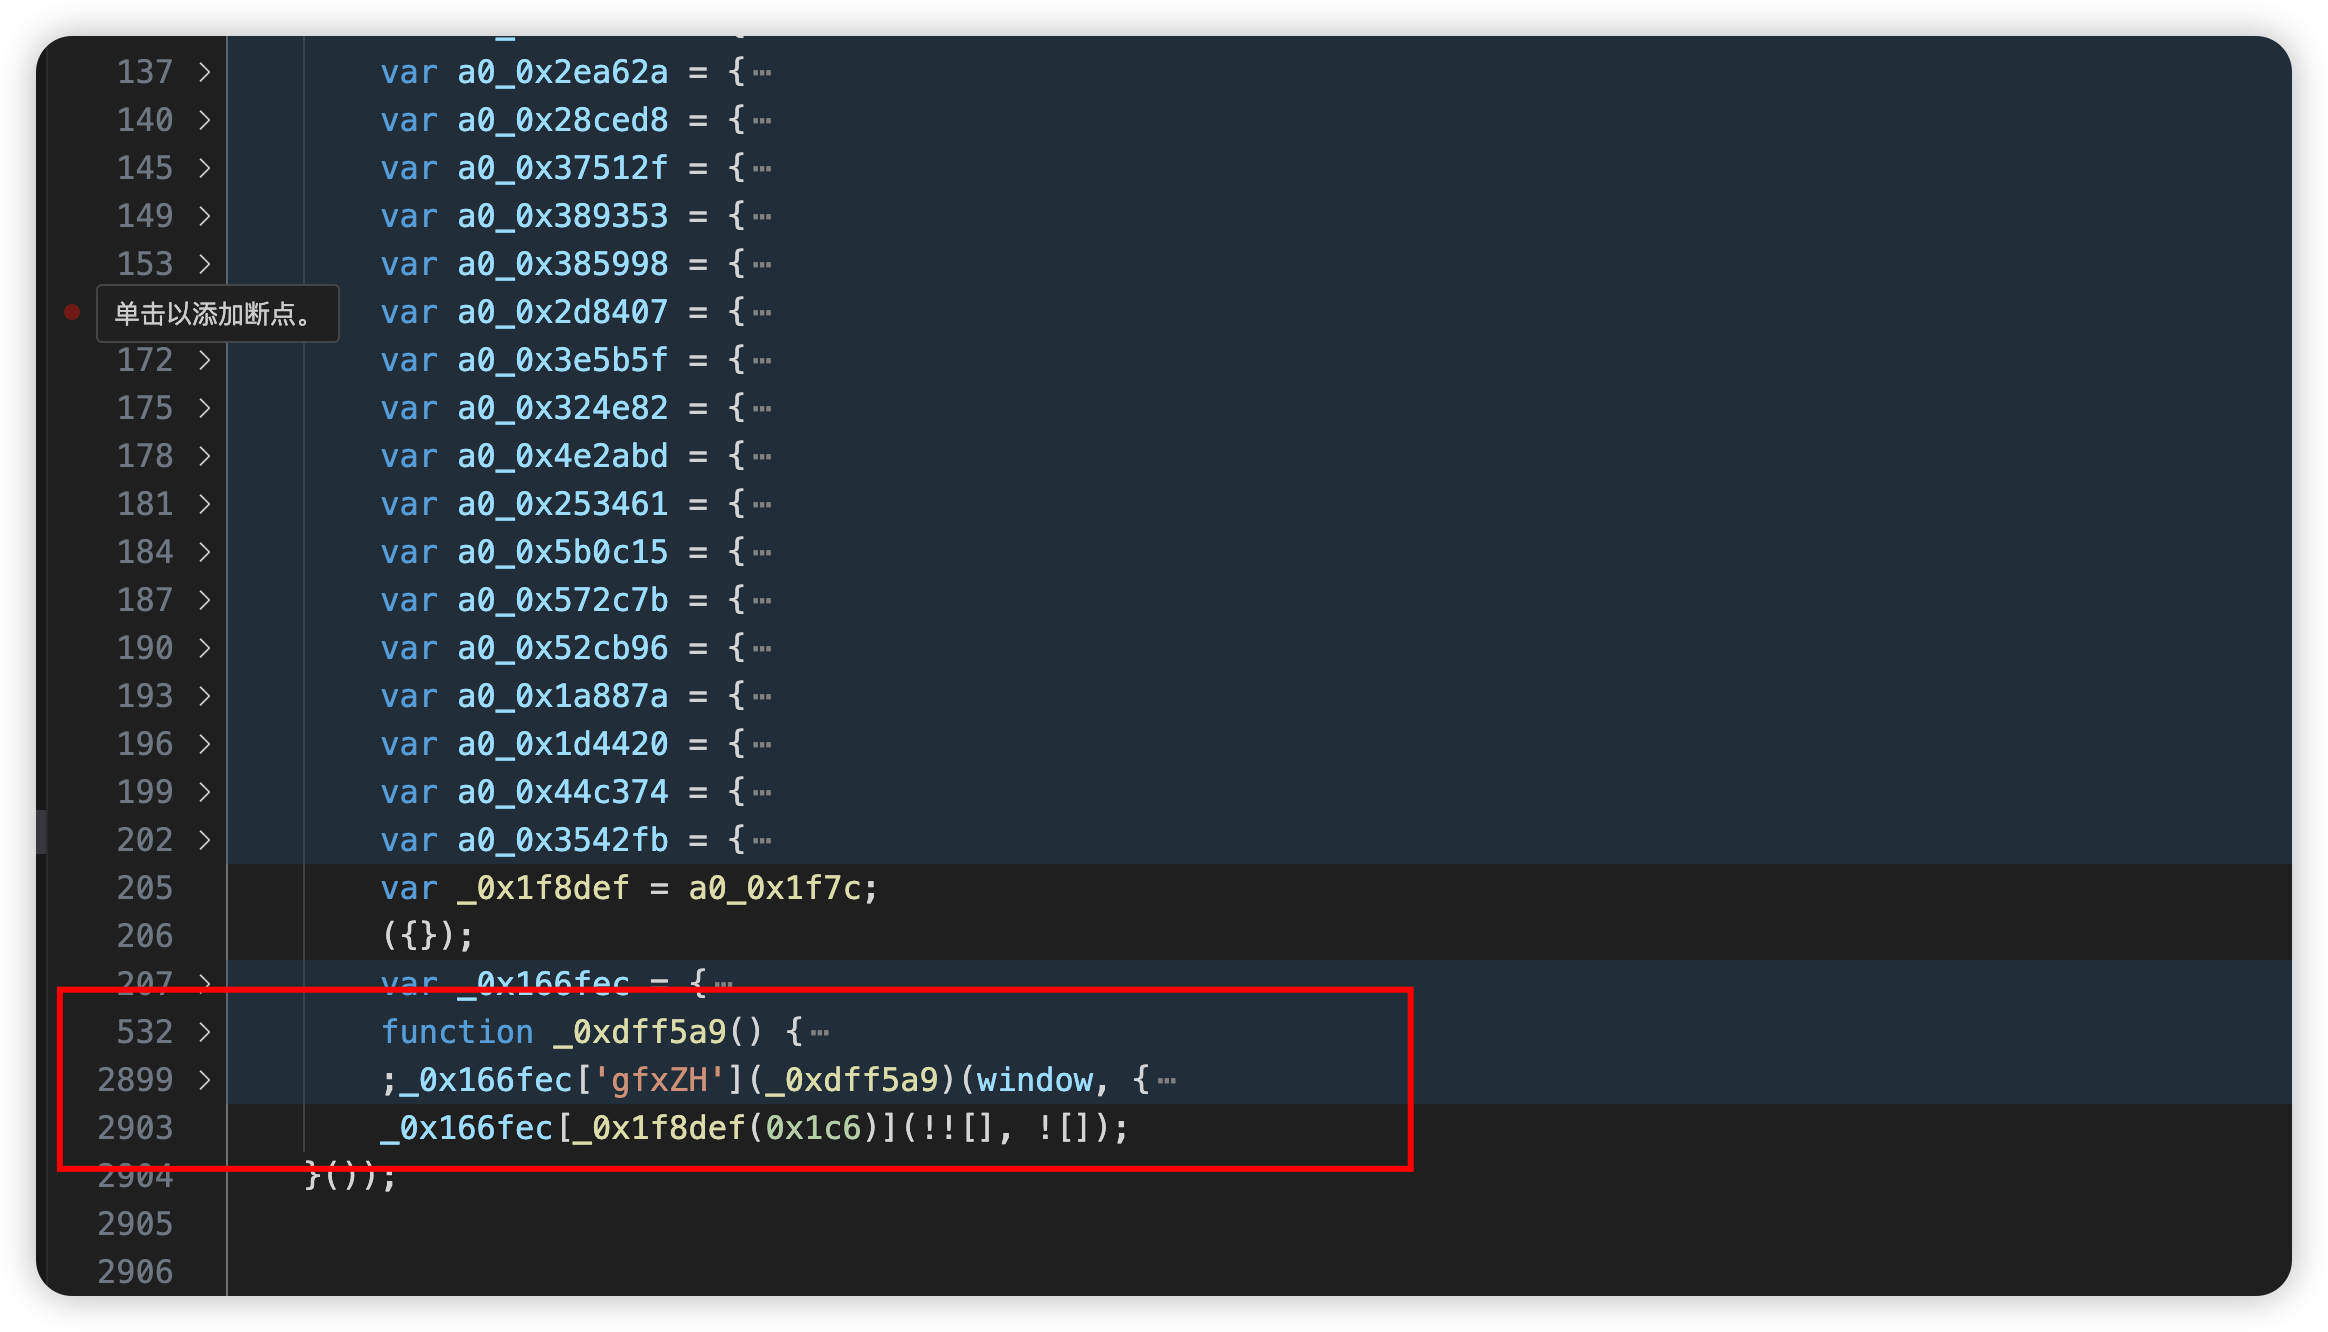 137 > var a0_0x2ea62a = {⋯
140 > var a0_0x28ced8 = {⋯
145 > var a0_0x37512f = {⋯
149 > var a0_0x389353 = {⋯
153 > var a0_0x385998 = {⋯
单击以添加断点。 var a0_0x2d8407 = {⋯
172 > var a0_0x3e5b5f = {⋯
175 > var a0_0x324e82 = {⋯
178 > var a0_0x4e2abd = {⋯
181 > var a0_0x253461 = {⋯
184 > var a0_0x5b0c15 = {⋯
187 > var a0_0x572c7b = {⋯
190 > var a0_0x52cb96 = {⋯
193 > var a0_0x1a887a = {⋯
196 > var a0_0x1d4420 = {⋯
199 > var a0_0x44c374 = {⋯
202 > var a0_0x3542fb = {⋯
205 var _0x1f8def = a0_0x1f7c;
206 ({});
207 > var _0x166fec = {⋯
532 > function _0xdff5a9() {⋯
2899 > ;_0x166fec['gfxZH'](_0xdff5a9)(window, {⋯
2903 _0x166fec[_0x1f8def(0x1c6)](!![], ![]);
2904 }());
2905
2906